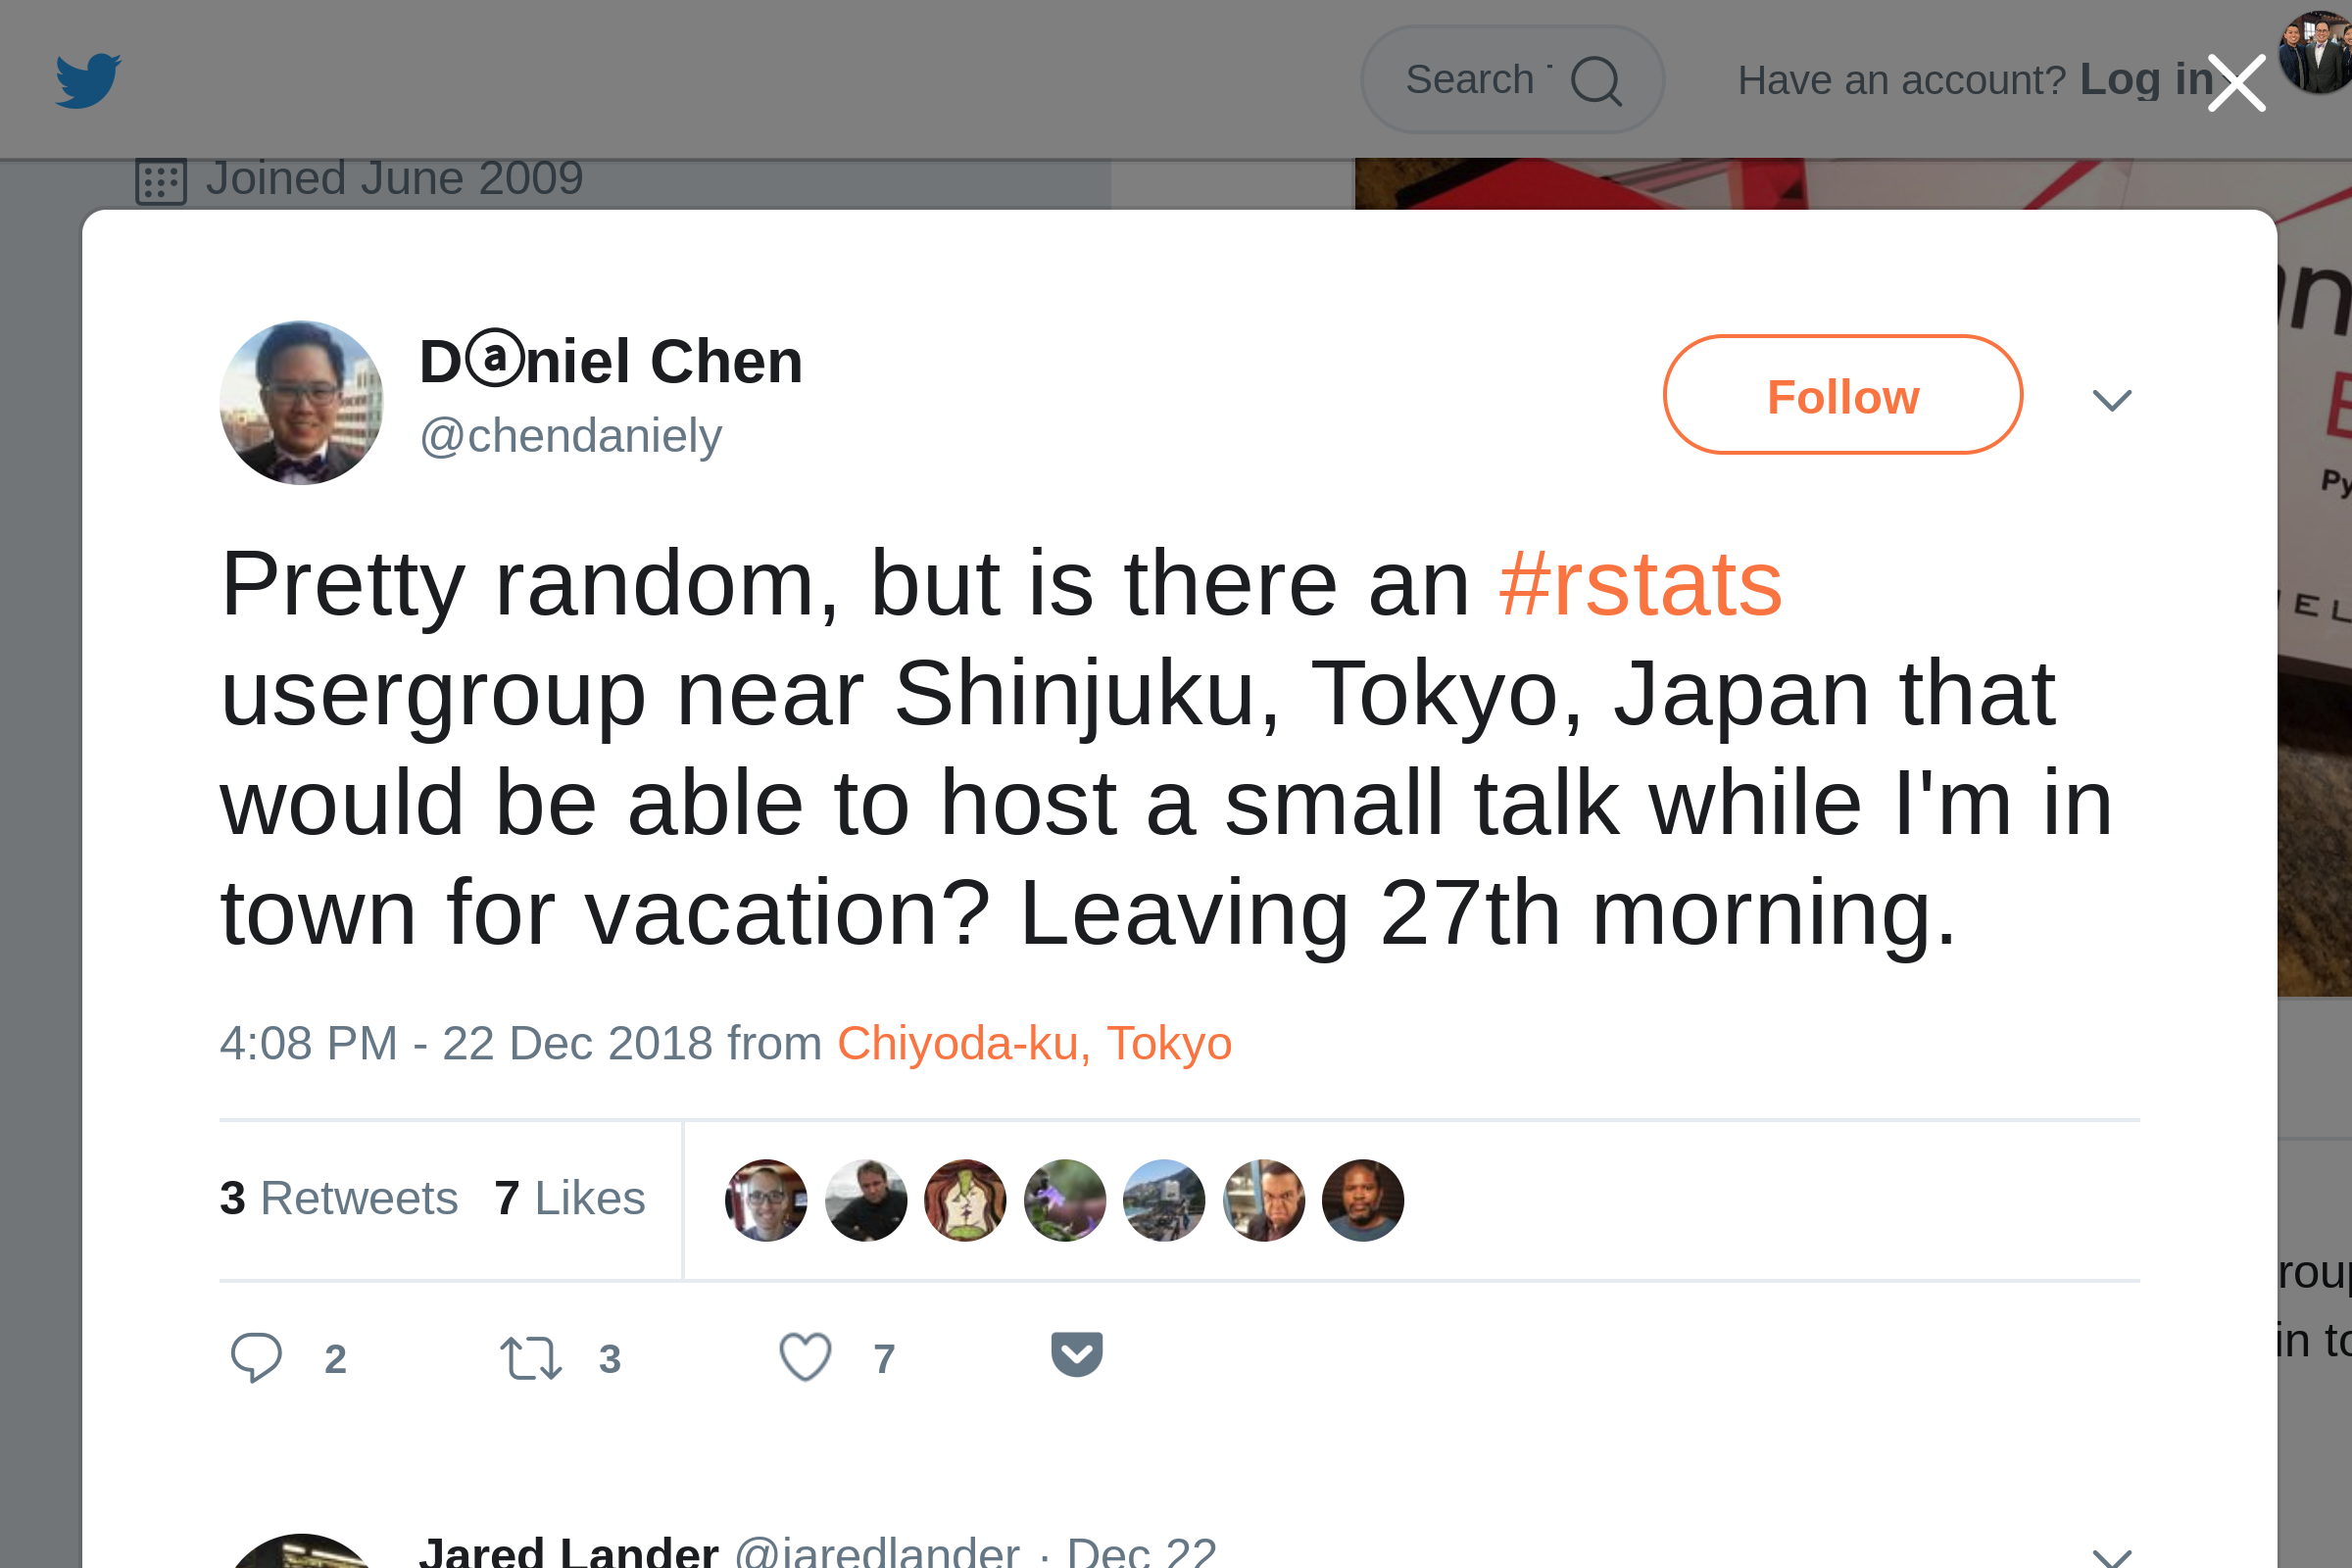 Search
Have an account? Log in
Joined June 2009
Dⓐniel Chen
@chendaniely
Follow
Pretty random, but is there an #rstats
usergroup near Shinjuku, Tokyo, Japan that
would be able to host a small talk while I'm in
town for vacation? Leaving 27th morning.
4:08 PM - 22 Dec 2018 from Chiyoda-ku, Tokyo
3 Retweets 7 Likes
2 3 7
in
Jared Lander @jaredlander · Dec 22